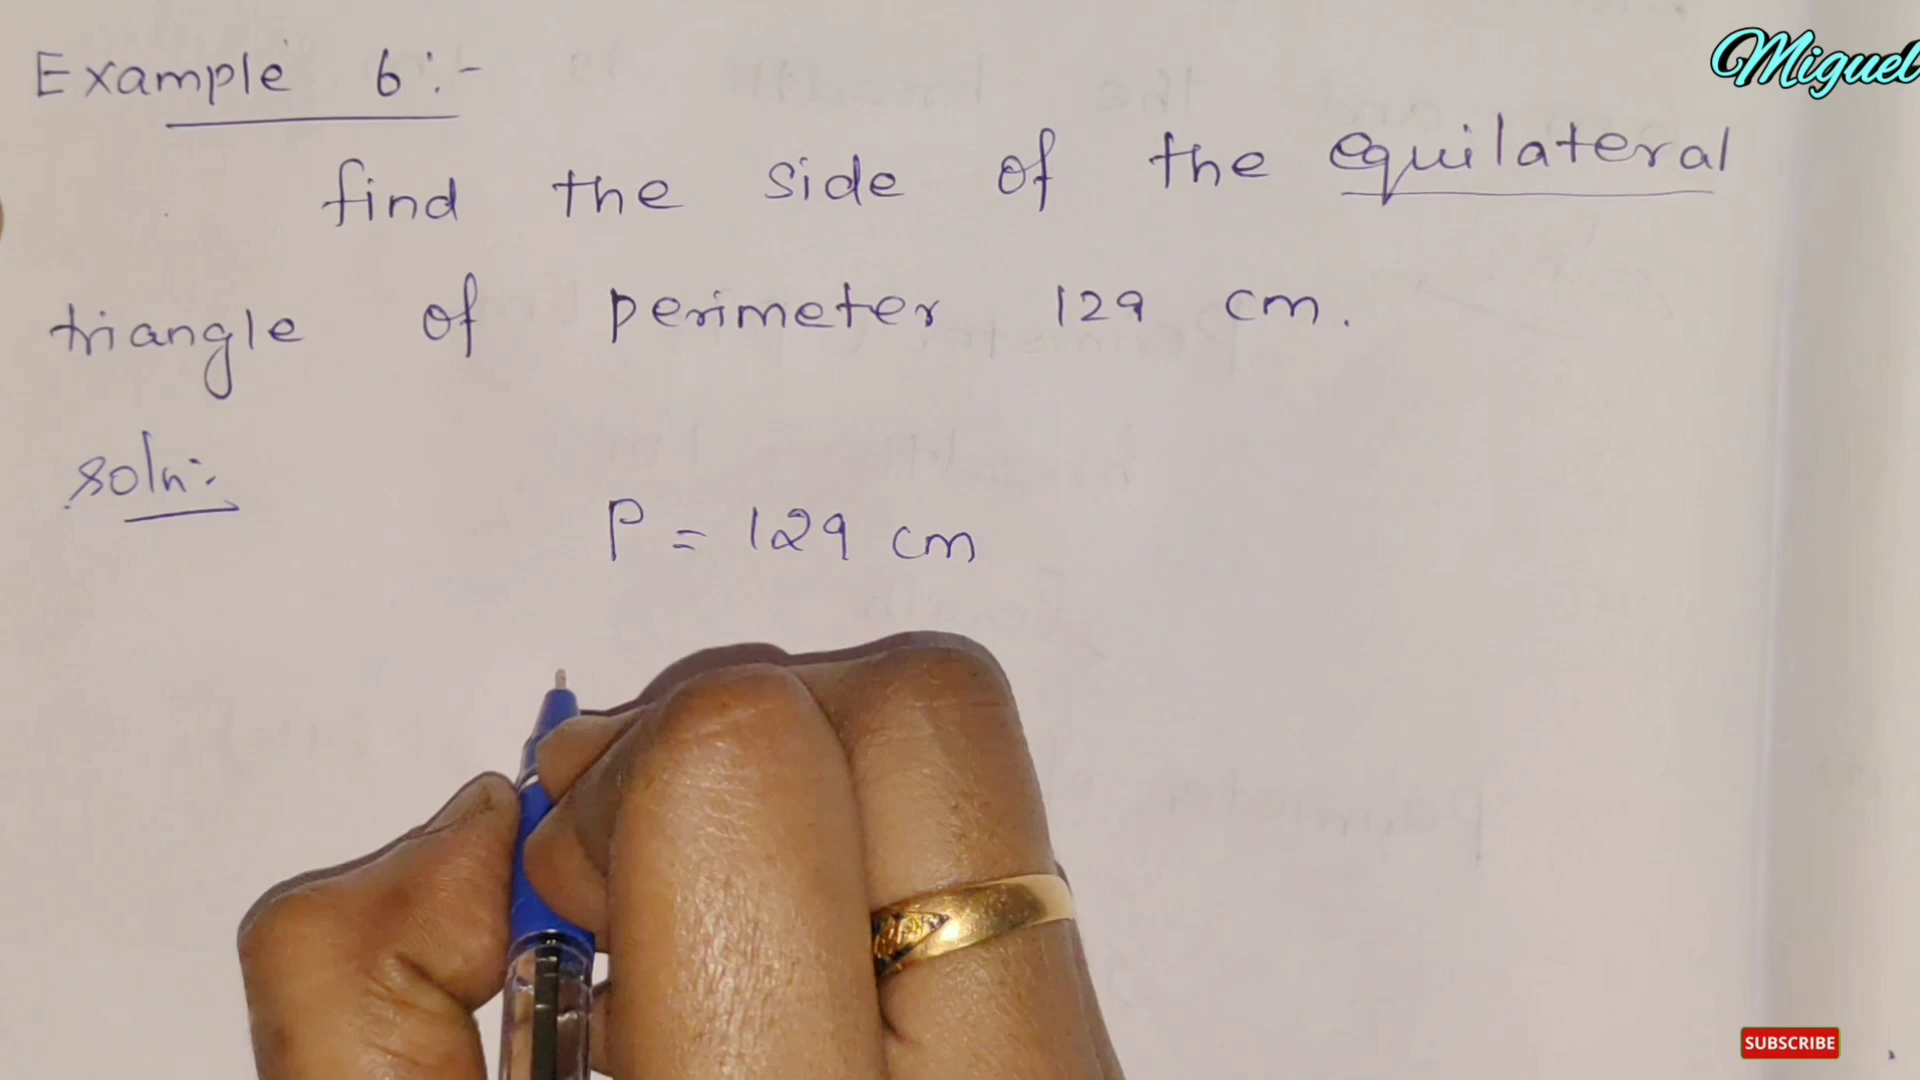 Miguel
Example 6:-
find the side of the equilateral
triangle of perimeter 129 cm.
soln:
P = 129 cm
SUBSCRIBE